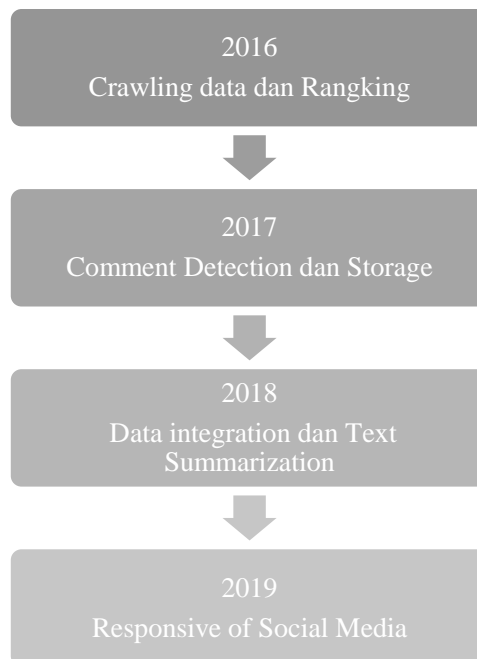 2016
Crawling data dan Rangking
2017
Comment Detection dan Storage
2018
Data integration dan Text
Summarization
2019
Responsive of Social Media